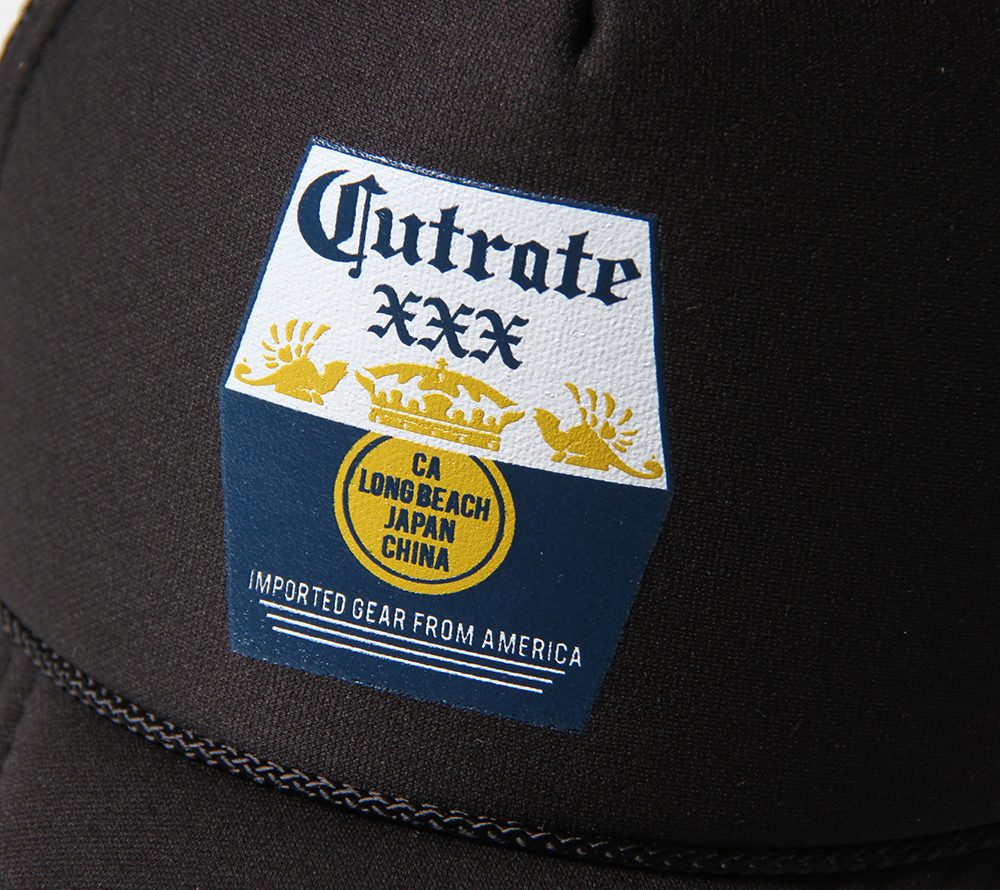 Cutrate
xxx
CA
LONG BEACH
JAPAN
CHINA
IMPORTED GEAR FROM AMERICA